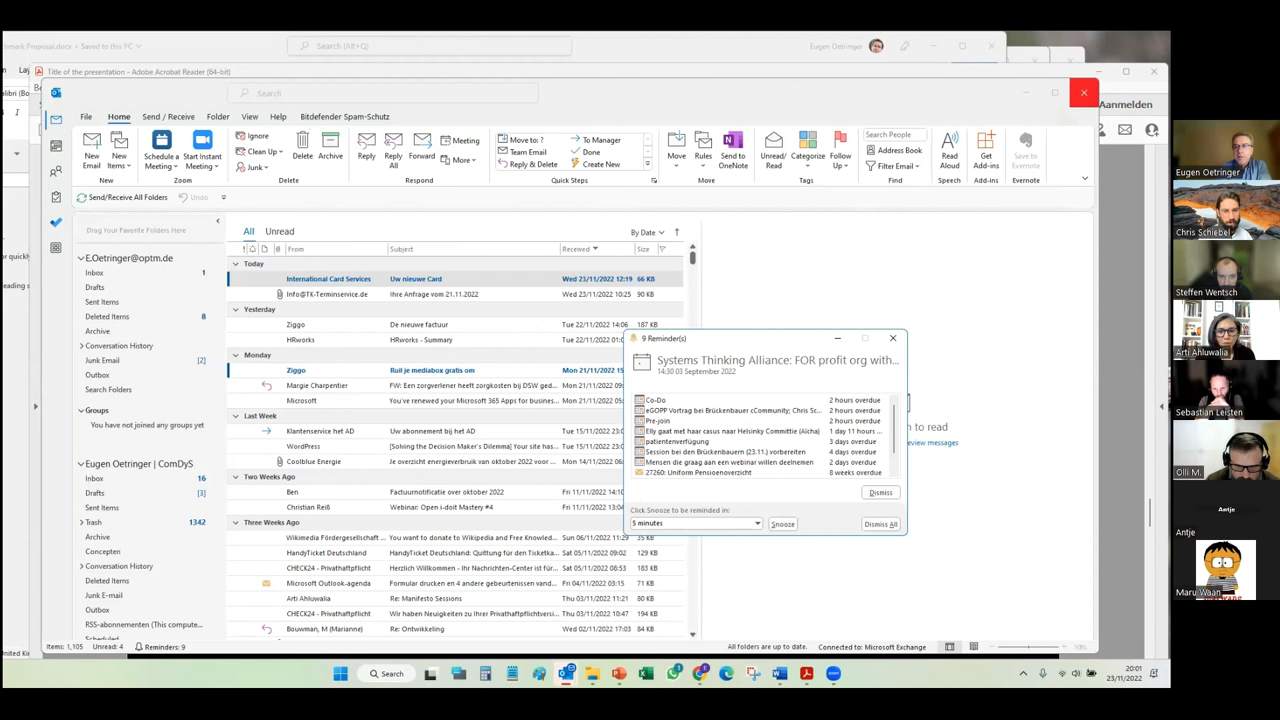 hmark Proposal.docx • Saved to this PC
Search (Alt+Q)
Eugen Oetringer
Title of the presentation - Adobe Acrobat Reader (64-bit)
Search
Aanmelden
File Home Send / Receive Folder View Help Bitdefender Spam-Schutz
New Email
New Items
New
Schedule a Meeting
Start Instant Meeting
Zoom
Ignore
Clean Up
Junk
Delete
Archive
Delete
Reply
Reply All
Forward
Meeting
More
Respond
Move to: ?
Team Email
Reply & Delete
To Manager
Done
Create New
Quick Steps
Move
Rules
Send to OneNote
Move
Unread/ Read
Categorize
Follow Up
Tags
Search People
Address Book
Filter Email
Find
Read Aloud
Speech
Get Add-ins
Add-ins
Save to Evernote
Evernote
Send/Receive All Folders Undo
Drag Your Favorite Folders Here
E.Oetringer@optm.de
Inbox 1
Drafts
Sent Items
Deleted Items 8
Archive
Conversation History
Junk Email [2]
Outbox
Search Folders
Groups
You have not joined any groups yet
Eugen Oetringer | ComDyS
Inbox 16
Drafts [3]
Sent Items
Trash 1342
Archive
Concepten
Conversation History
Deleted Items
Junk E-mail
Outbox
RSS-abonnementen (This compute...
All Unread By Date
From Subject Received Size
Today
International Card Services Uw nieuwe Card Wed 23/11/2022 12:19 66 KB
Info@TK-Terminservice.de Ihre Anfrage vom 21.11.2022 Wed 23/11/2022 10:25 90 KB
Yesterday
Ziggo De nieuwe factuur Tue 22/11/2022 14:06 187 KB
HRworks HRworks - Summary Tue 22/11/2022
Monday
Ziggo Ruil je mediabox gratis om Mon 21/11/2022 15
Margie Charpentier FW: Een zorgverlener heeft zorgkosten bij DSW ged... Mon 21/11/2022
Microsoft You've renewed your Microsoft 365 Apps for busines... Mon 21/11/2022
Last Week
Klantenservice het AD Uw abonnement bij het AD Tue 15/11/2022
WordPress [Solving the Decision Maker's Dilemma] Your site has... Tue 15/11/2022
Coolblue Energie Je overzicht energieverbruik van oktober 2022 voor ... Mon 14/11/2022
Two Weeks Ago
Ben Factuurnotificatie over oktober 2022 Fri 11/11/2022 14:10
Christian Reiß Webinar: Open i-doit Mastery #4 Fri 11/11/2022
Three Weeks Ago
Wikimedia Fördergesellschaft ... You want to donate to Wikipedia and Free Knowled... Sun 06/11/2022
HandyTicket Deutschland HandyTicket Deutschland: Quittung für den Ticketka... Sat 05/11/2022 09:02 129 KB
CHECK24 - Privathaftpflicht Ihr Nachrichten-Center ist für Sie... Sat 05/11/2022 08:53 183 KB
Microsoft Outlook-agenda Formular drucken en 4 andere gebeurtenissen vand... Fri 04/11/2022 03:15 71 KB
Arti Ahluwalia Re: Manifesto Sessions Thu 03/11/2022 11:21 80 KB
CHECK24 - Privathaftpflicht Wir haben Neuigkeiten zu Ihrer Privathaftpflichtver... Thu 03/11/2022 10:47 194 KB
Bouwman, M (Marianne) Re: Ontwikkeling Wed 02/11/2022 17:03 84 KB
9 Reminder(s)
Systems Thinking Alliance: FOR profit org with...
14:30 03 September 2022
Co-Do 2 hours overdue
eGOPP Vortrag bei Brückenbauer cCommunity; Chris Sc... 2 hours overdue
Pre-join 2 hours overdue
Elly gaat met haar casus naar Helsinky Committie (Aïcha) 1 day 11 hours ...
patientenverfügung 3 days overdue
Session bei den Brückenbauern (23.11.) vorbereiten 4 days overdue
Mensen die graag aan een webinar willen deelnemen 2 days overdue
27260: Uniform Pensioenoverzicht 8 weeks overdue
Dismiss
Click Snooze to be reminded in:
5 minutes Snooze Dismiss All
Items: 1,105 Unread: 4 Reminders: 9
All folders are up to date. Connected to: Microsoft Exchange
Search
20:01
23/11/2022
Eugen Oetringer
Chris Schiebel
Steffen Wentsch
Arti Ahluwalia
Sebastian Leisten
Olli M.
Antje
Antje
Maru Waan